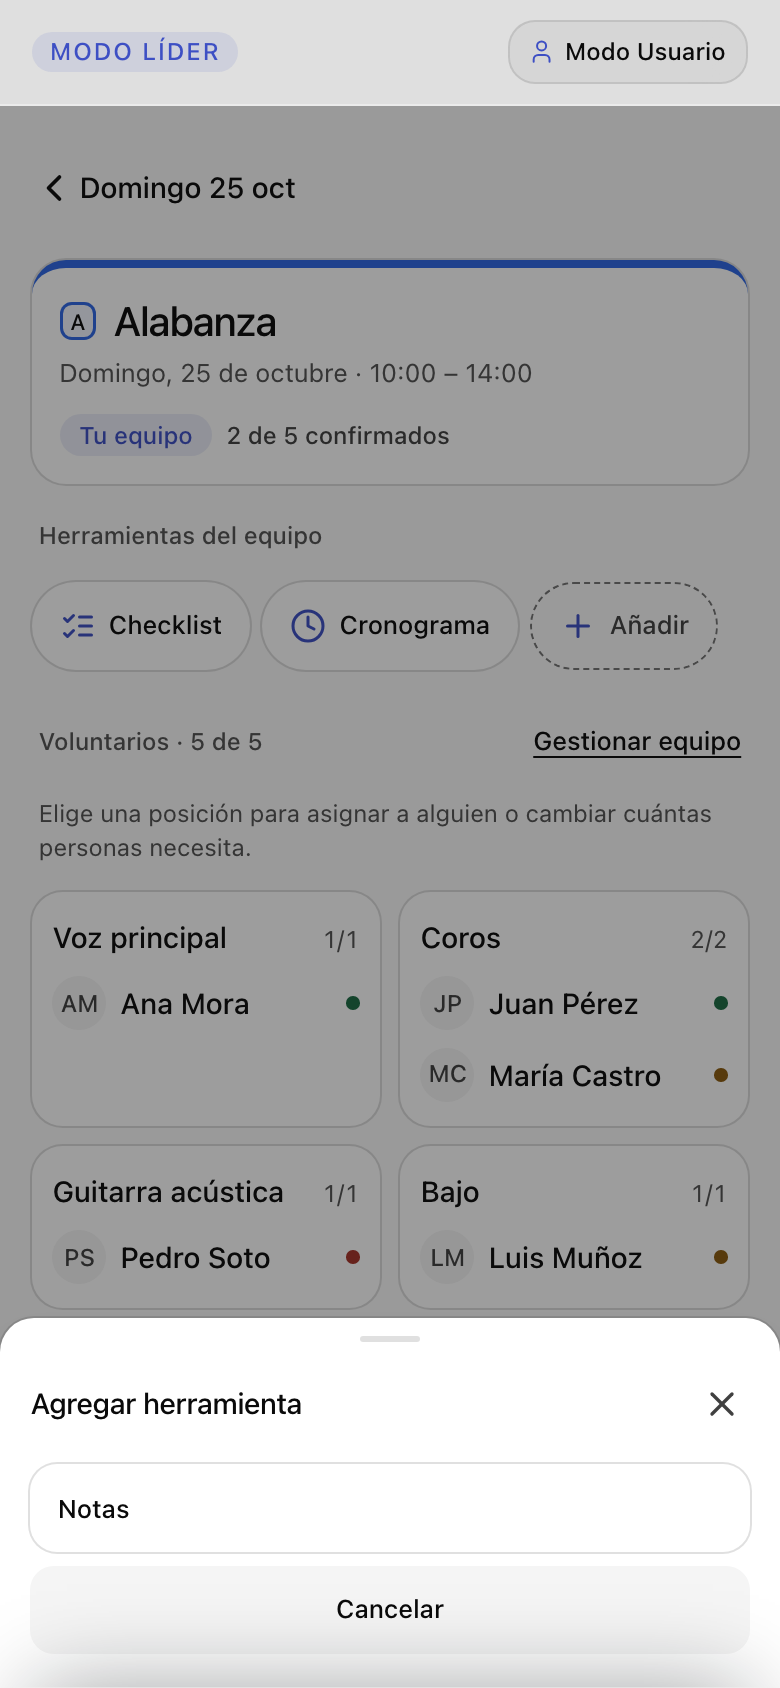 MODO LÍDER
Modo Usuario
Domingo 25 oct
A Alabanza
Domingo, 25 de octubre · 10:00 – 14:00
Tu equipo 2 de 5 confirmados
Herramientas del equipo
Checklist
Cronograma
Añadir
Voluntarios · 5 de 5
Gestionar equipo
Elige una posición para asignar a alguien o cambiar cuántas
personas necesita.
Voz principal 1/1
AM Ana Mora
Coros 2/2
JP Juan Pérez
MC María Castro
Guitarra acústica 1/1
PS Pedro Soto
Bajo 1/1
LM Luis Muñoz
Agregar herramienta
Notas
Cancelar